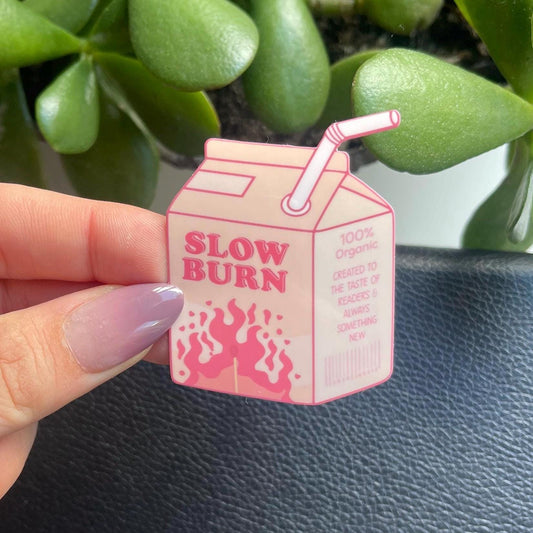 SLOW
BURN
100%
Organic
CREATED TO
THE TASTE OF
READERS &
ALWAYS
SOMETHING
NEW